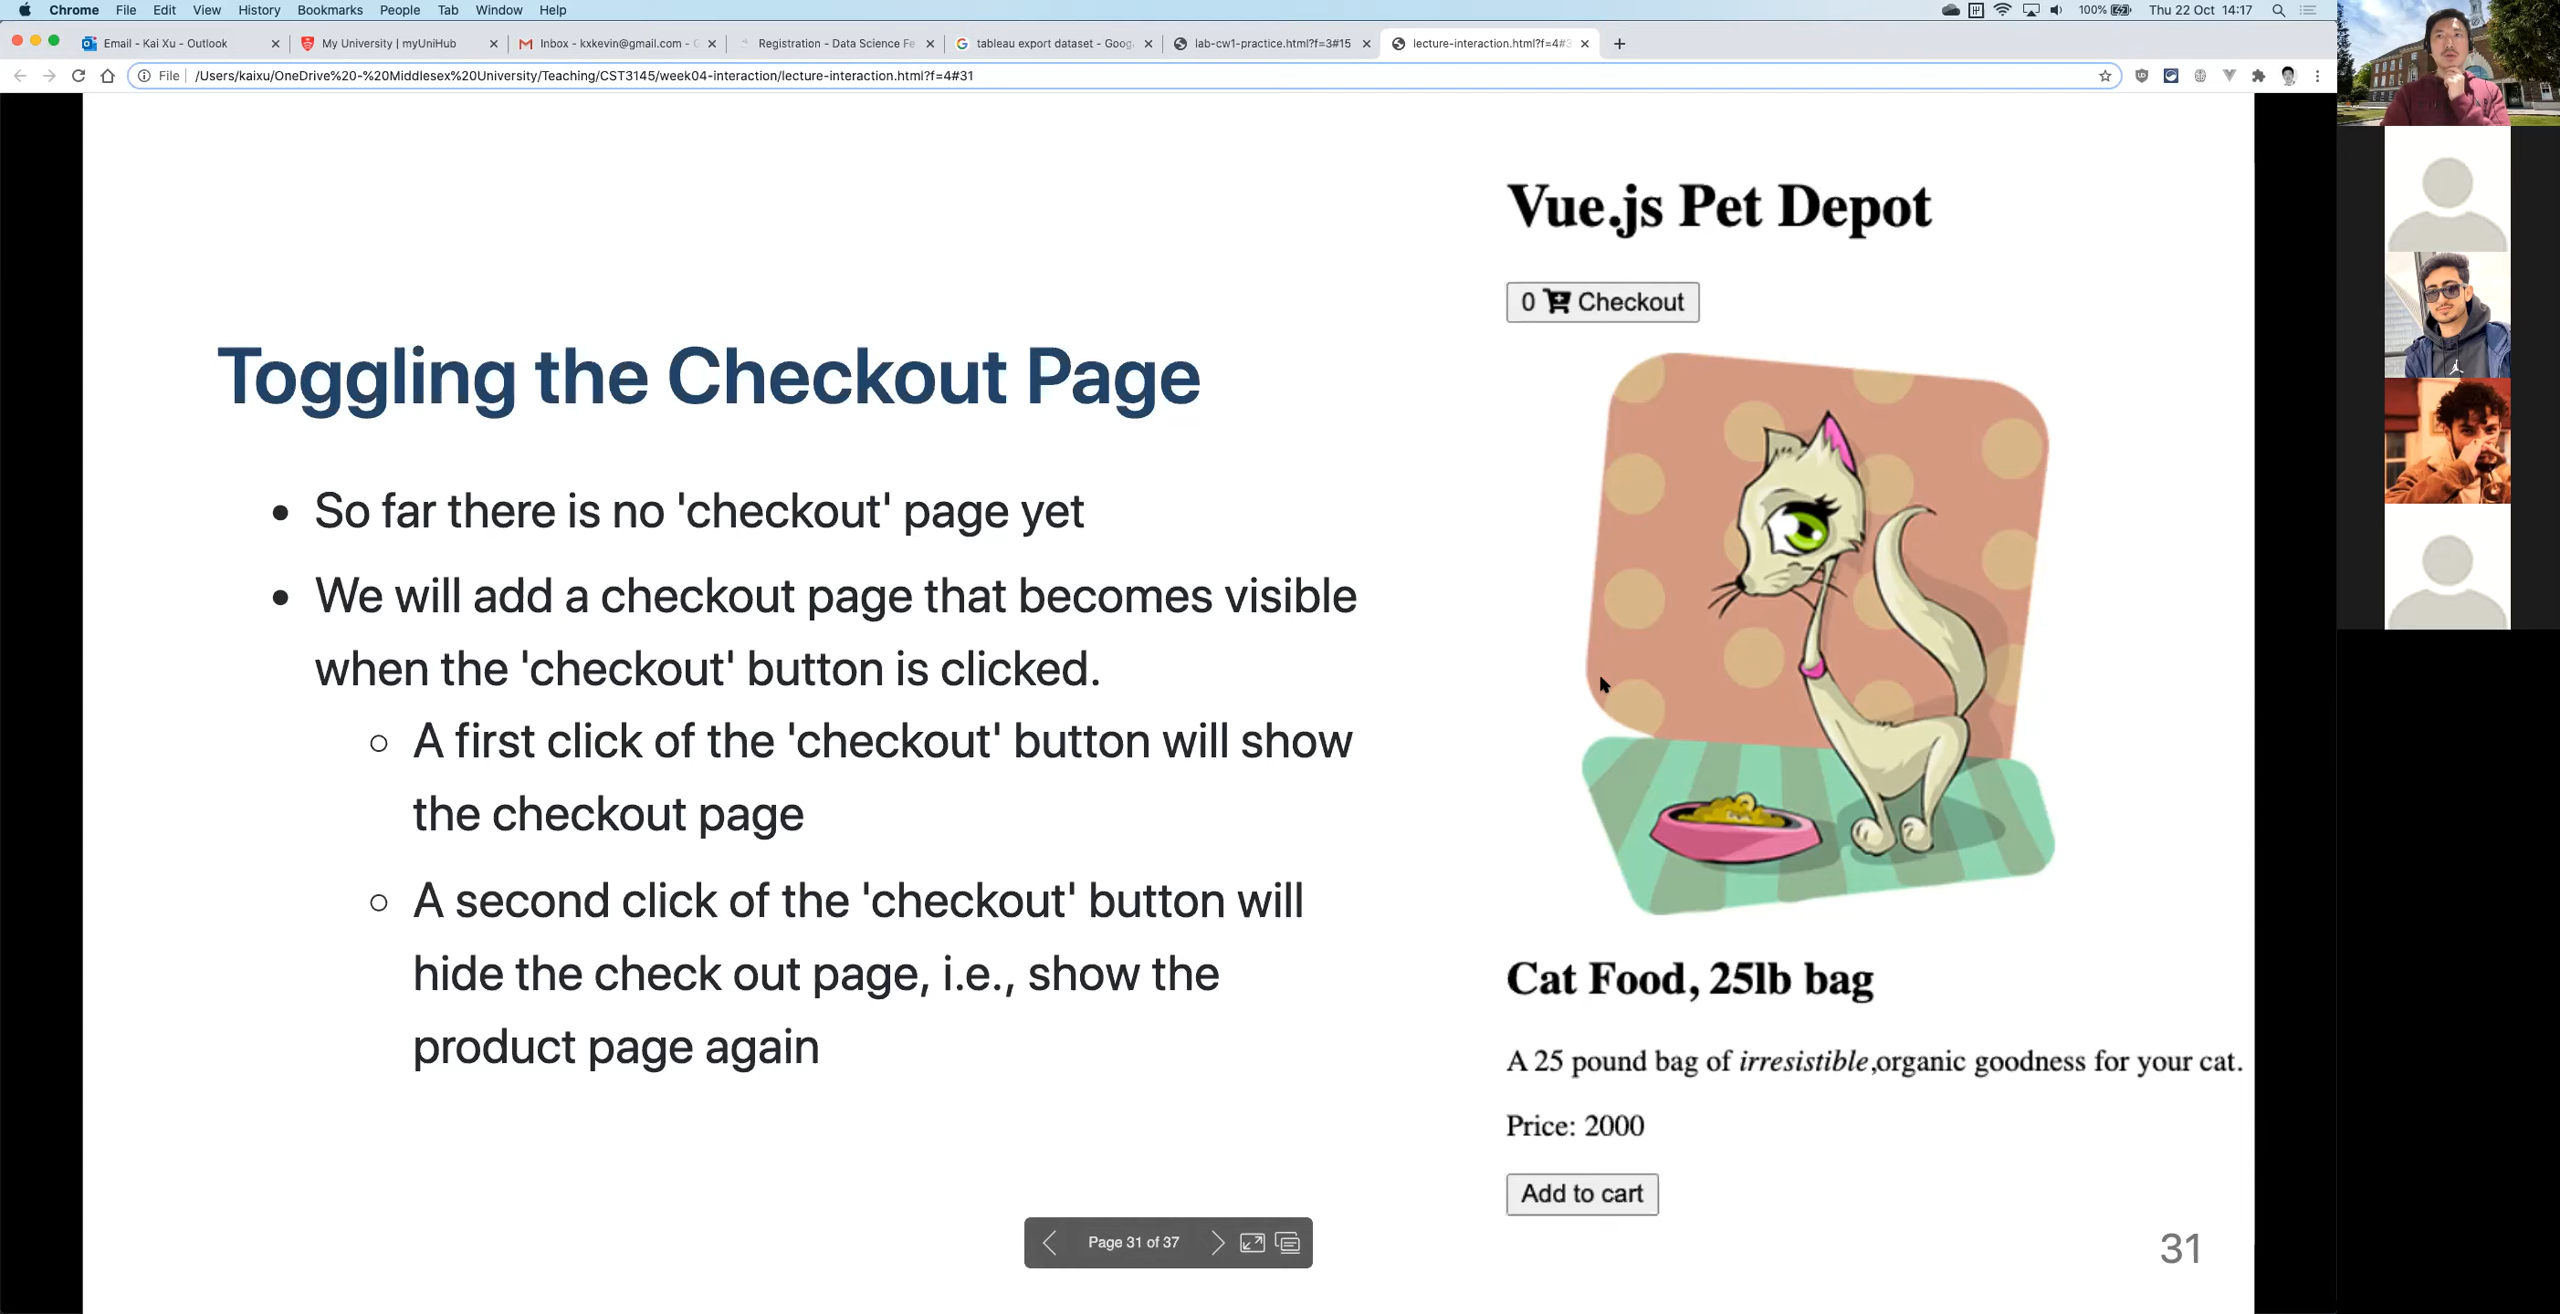 Chrome File Edit View History Bookmarks People Tab Window Help 100% Thu 22 Oct 14:17
Email - Kai Xu - Outlook My University | myUniHub Inbox - kxkevin@gmail.com - Registration - Data Science Fe tableau export dataset - Goog lab-cw1-practice.html?f=3#15 lecture-interaction.html?f=4#3
File /Users/kaixu/OneDrive%20-%20Middlesex%20University/Teaching/CST3145/week04-interaction/lecture-interaction.html?f=4#31
Toggling the Checkout Page
• So far there is no 'checkout' page yet
• We will add a checkout page that becomes visible
when the 'checkout' button is clicked.
○ A first click of the 'checkout' button will show
the checkout page
○ A second click of the 'checkout' button will
hide the check out page, i.e., show the
product page again
Vue.js Pet Depot
0 Checkout
Cat Food, 25lb bag
A 25 pound bag of irresistible,organic goodness for your cat.
Price: 2000
Add to cart
Page 31 of 37
31